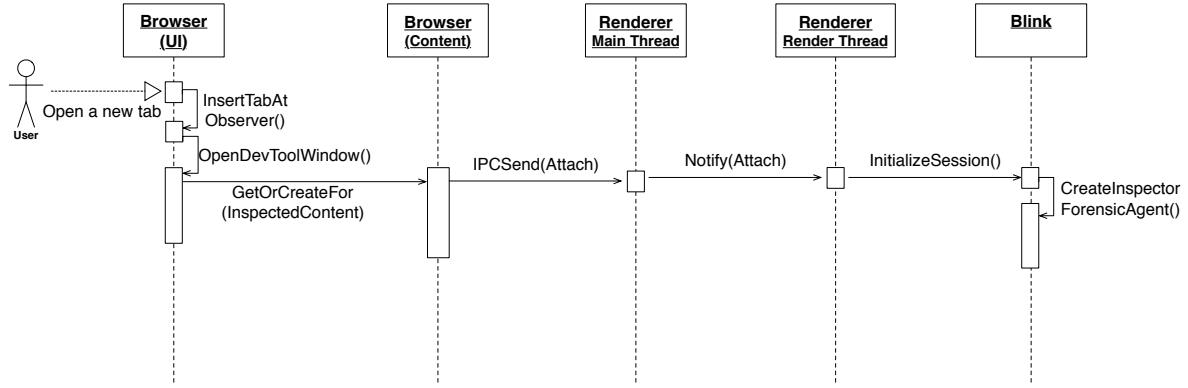 Browser
(UI)
Browser
(Content)
Renderer
Main Thread
Renderer
Render Thread
Blink
User
Open a new tab
InsertTabAt
Observer()
OpenDevToolWindow()
GetOrCreateFor
(InspectedContent)
IPCSend(Attach)
Notify(Attach)
InitializeSession()
CreateInspector
ForensicAgent()